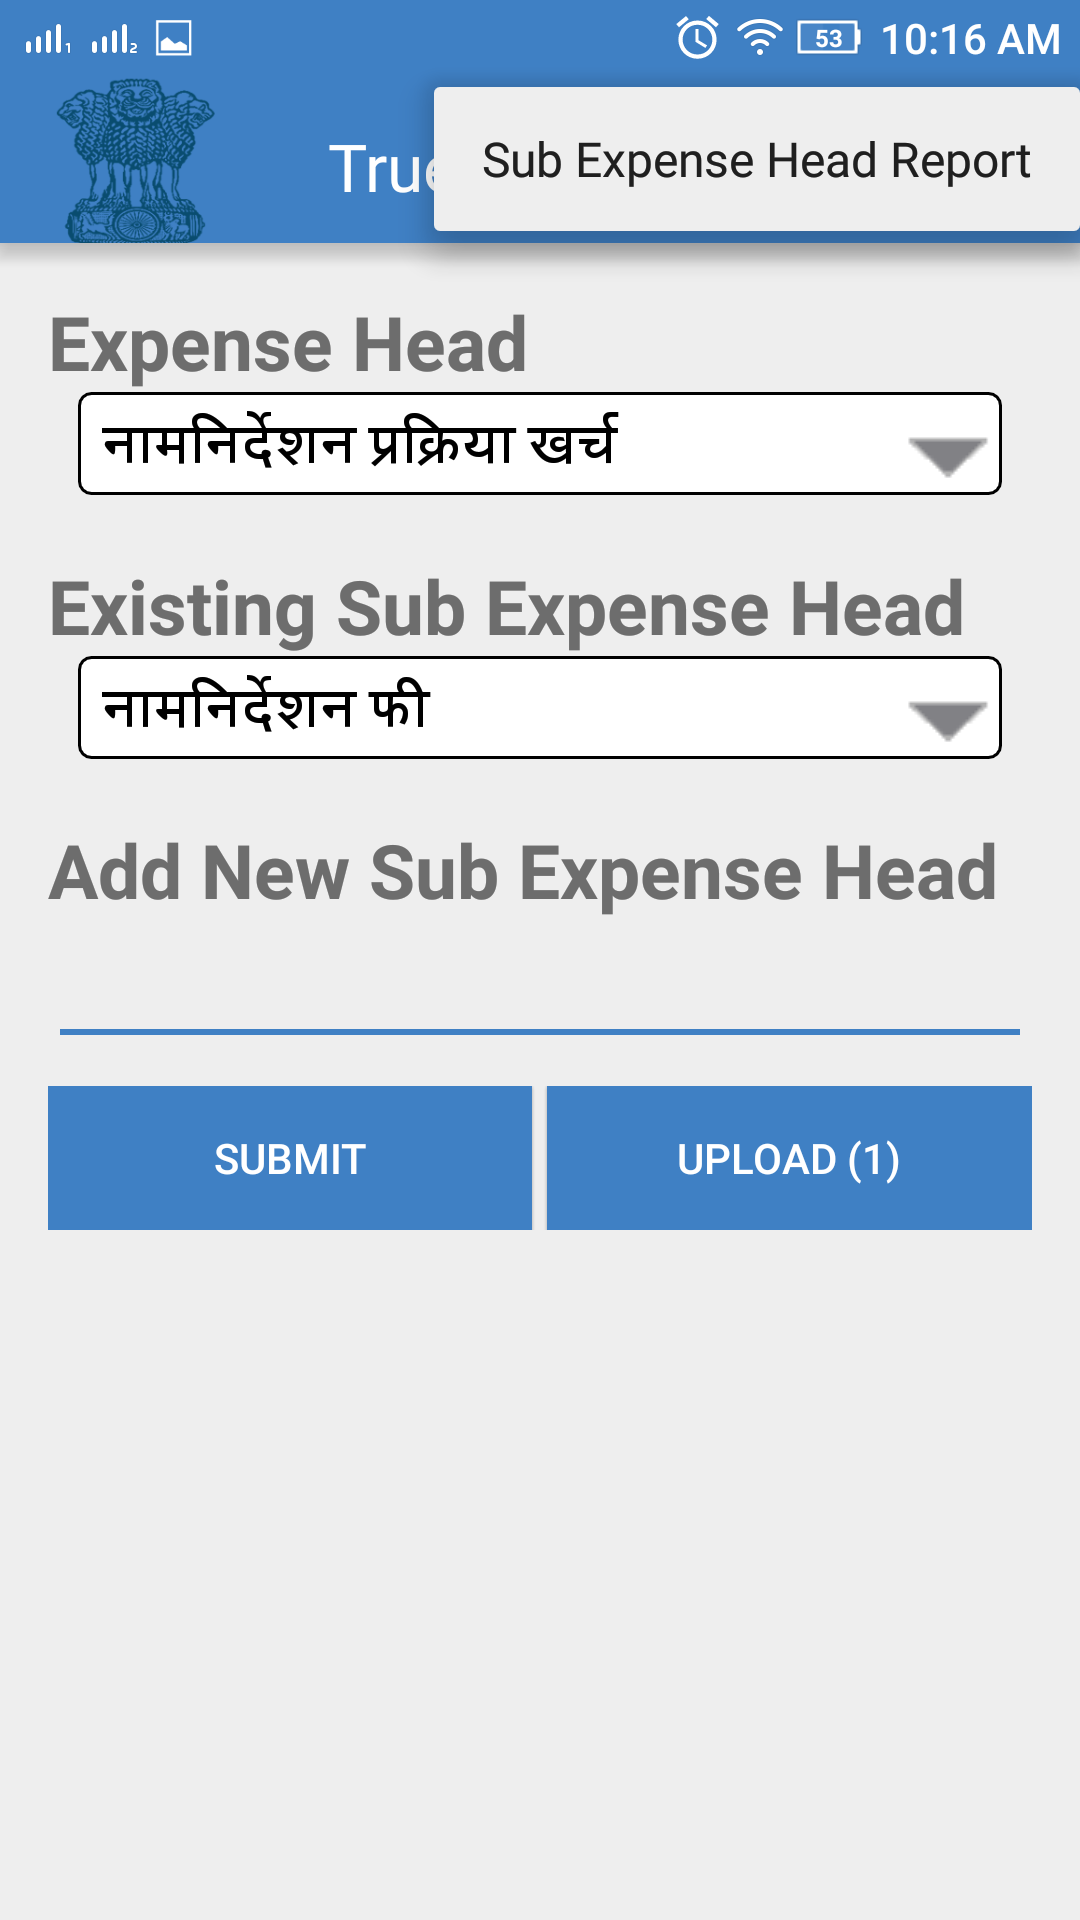 53 10:16 AM
Sub Expense Head Report
Expense Head
नामनिर्देशन प्रक्रिया खर्च
Existing Sub Expense Head
नामनिर्देशन फी
Add New Sub Expense Head
SUBMIT UPLOAD (1)